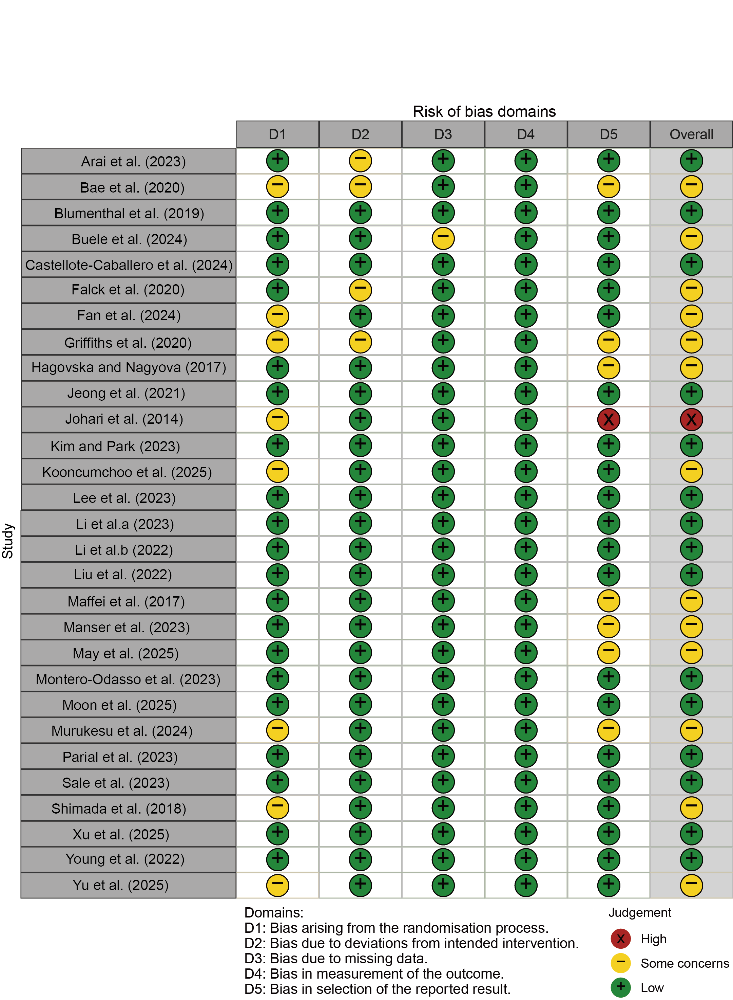 Risk of bias domains
D1 D2 D3 D4 D5 Overall
Study
Arai et al. (2023) + − + + + +
Bae et al. (2020) − − + + − −
Blumenthal et al. (2019) + + + + + +
Buele et al. (2024) + + − + + −
Castellote-Caballero et al. (2024) + + + + + +
Falck et al. (2020) + − + + + −
Fan et al. (2024) − + + + + −
Griffiths et al. (2020) − − + + − −
Hagovska and Nagyova (2017) + + + + − −
Jeong et al. (2021) + + + + + +
Johari et al. (2014) − + + + X X
Kim and Park (2023) + + + + + +
Kooncumchoo et al. (2025) − + + + + −
Lee et al. (2023) + + + + + +
Li et al.a (2023) + + + + + +
Li et al.b (2022) + + + + + +
Liu et al. (2022) + + + + + +
Maffei et al. (2017) + + + + − −
Manser et al. (2023) + + + + − −
May et al. (2025) + + + + − −
Montero-Odasso et al. (2023) + + + + + +
Moon et al. (2025) + + + + + +
Murukesu et al. (2024) − + + + − −
Parial et al. (2023) + + + + + +
Sale et al. (2023) + + + + + +
Shimada et al. (2018) − + + + + −
Xu et al. (2025) + + + + + +
Young et al. (2022) + + + + + +
Yu et al. (2025) − + + + + −
Domains:
D1: Bias arising from the randomisation process.
D2: Bias due to deviations from intended intervention.
D3: Bias due to missing data.
D4: Bias in measurement of the outcome.
D5: Bias in selection of the reported result.
Judgement
X High
− Some concerns
+ Low